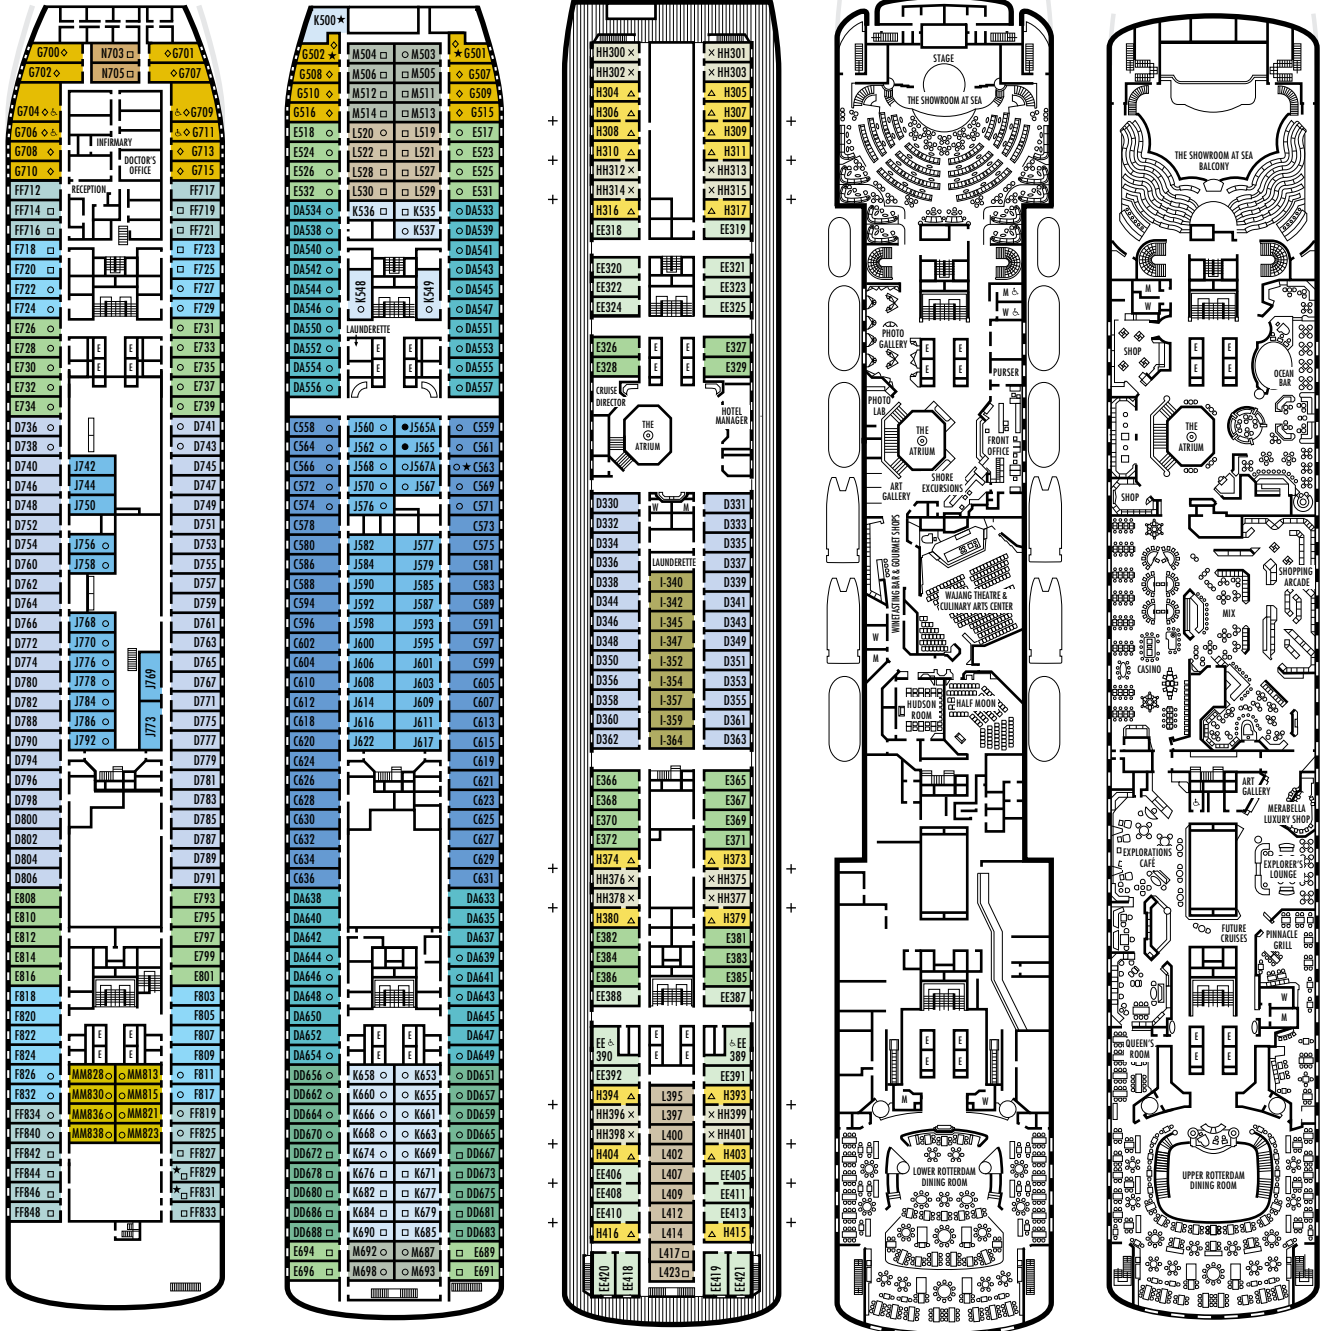 G700 N703 G701
G702 N705 G707
G704 G709
G706 INFIRMARY G711
G708 DOCTOR'S OFFICE G713
G710 G715
FF712 RECEPTION FF717
FF714 FF719
FF716 FF721
F718 F723
F720 F725
F722 F727
F724 F729
E726 E731
E728 E E E733
E730 E E E735
E732 E737
E734 E739
D736 D741
D738 D743
D740 J742 D745
D746 J744 D747
D748 J750 D749
D752 D751
D754 J756 D753
D760 J758 D755
D762 D757
D764 D759
D766 J768 D761
D772 J770 D763
D774 J776 J769 D765
D780 J778 D767
D782 J784 D771
D788 J786 J773 D775
D790 J792 D777
D794 D779
D796 D781
D798 D783
D800 D785
D802 D787
D804 D789
D806 D791
E808 E793
E810 E795
E812 E797
E814 E799
E816 E801
F818 F803
F820 F805
F822 E E F807
F824 E E F809
F826 MM828 MM813 F811
F832 MM830 MM815 F817
FF834 MM836 MM821 FF819
FF840 MM838 MM823 FF825
FF842 FF827
FF844 FF829
FF846 FF831
FF848 FF833
K500
G502 M504 M503 G501
G508 M506 M505 G507
G510 M512 M511 G509
G516 M514 M513 G515
E518 L520 L519 E517
E524 L522 L521 E523
E526 L528 L527 E525
E532 L530 L529 E531
DA534 K536 K535 DA533
DA538 K537 DA539
DA540 DA541
DA542 DA543
DA544 K548 K549 DA545
DA546 DA547
DA550 LAUNDERETTE DA551
DA552 E E DA553
DA554 E E DA555
DA556 DA557
C558 J560 J565A C559
C564 J562 J565 C561
C566 J568 J567A C563
C572 J570 J567 C569
C574 J576 C571
C578 C573
C580 J582 J577 C575
C586 J584 J579 C581
C588 J590 J585 C583
C594 J592 J587 C589
C596 J598 J593 C591
C602 J600 J595 C597
C604 J606 J601 C599
C610 J608 J603 C605
C612 J614 J609 C607
C618 J616 J611 C613
C620 J622 J617 C615
C624 C619
C626 C621
C628 C623
C630 C625
C632 C627
C634 C629
C636 C631
DA638 DA633
DA640 DA635
DA642 DA637
DA644 DA639
DA646 DA641
DA648 DA643
DA650 DA645
DA652 E E DA647
DA654 E E DA649
DD656 K658 K653 DD651
DD662 K660 K655 DD657
DD664 K666 K661 DD659
DD670 K668 K663 DD665
DD672 K674 K669 DD667
DD678 K676 K671 DD673
DD680 K682 K677 DD675
DD686 K684 K679 DD681
DD688 K690 K685 DD683
E694 M692 M687 E689
E696 M698 M693 E691
HH300 HH301
HH302 HH303
H304 H305
H306 H307
H308 H309
H310 H311
HH312 HH313
HH314 HH315
H316 H317
EE318 EE319
EE320 EE321
EE322 EE323
EE324 EE325
E326 E E E327
E328 E E E329
CRUISE DIRECTOR
HOTEL MANAGER
THE ATRIUM
D330 W M D331
D332 D333
D334 D335
D336 LAUNDERETTE D337
D338 I-340 D339
D344 I-342 D341
D346 I-345 D343
D348 I-347 D349
D350 I-352 D351
D356 I-354 D353
D358 I-357 D355
D360 I-359 D361
D362 I-364 D363
E366 E365
E368 E367
E370 E369
E372 E371
H374 H373
HH376 HH375
HH378 HH377
H380 H379
E382 E381
E384 E383
E386 E385
EE388 EE387
EE 390 E E EE 389
EE392 E E EE391
H394 L395 H393
HH396 L397 HH399
HH398 L400 HH401
H404 L402 H403
EE406 L407 EE405
EE408 L409 EE411
EE410 L412 EE413
H416 L414 H415
L417
EE420 EE418 L423 EE419 EE421
STAGE
THE SHOWROOM AT SEA
M
W
PHOTO GALLERY
E E
E E
PURSER
PHOTO LAB
THE ATRIUM
FRONT OFFICE
ART GALLERY
SHORE EXCURSIONS
WINE TASTING BAR & GOURMET SHOPS
WAJANG THEATRE & CULINARY ARTS CENTER
W
M
HUDSON ROOM
HALF MOON
E E
E E
M W
LOWER ROTTERDAM DINING ROOM
THE SHOWROOM AT SEA BALCONY
M
W
SHOP
E E
E E
OCEAN BAR
THE ATRIUM
SHOP
SHOPPING ARCADE
MIX
CASINO
ART GALLERY
MERABELLA LUXURY SHOP
EXPLORATIONS CAFÉ
EXPLORER'S LOUNGE
FUTURE CRUISES
PINNACLE GRILL
W
M
QUEEN'S ROOM
E E
E E
UPPER ROTTERDAM DINING ROOM